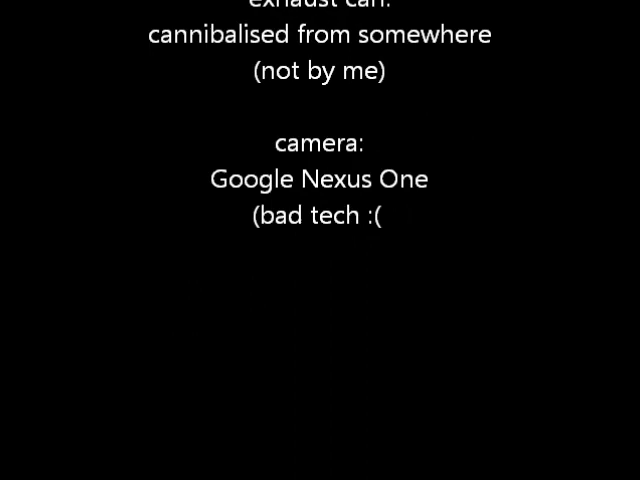 exhaust can:
cannibalised from somewhere
(not by me)
camera:
Google Nexus One
(bad tech :(